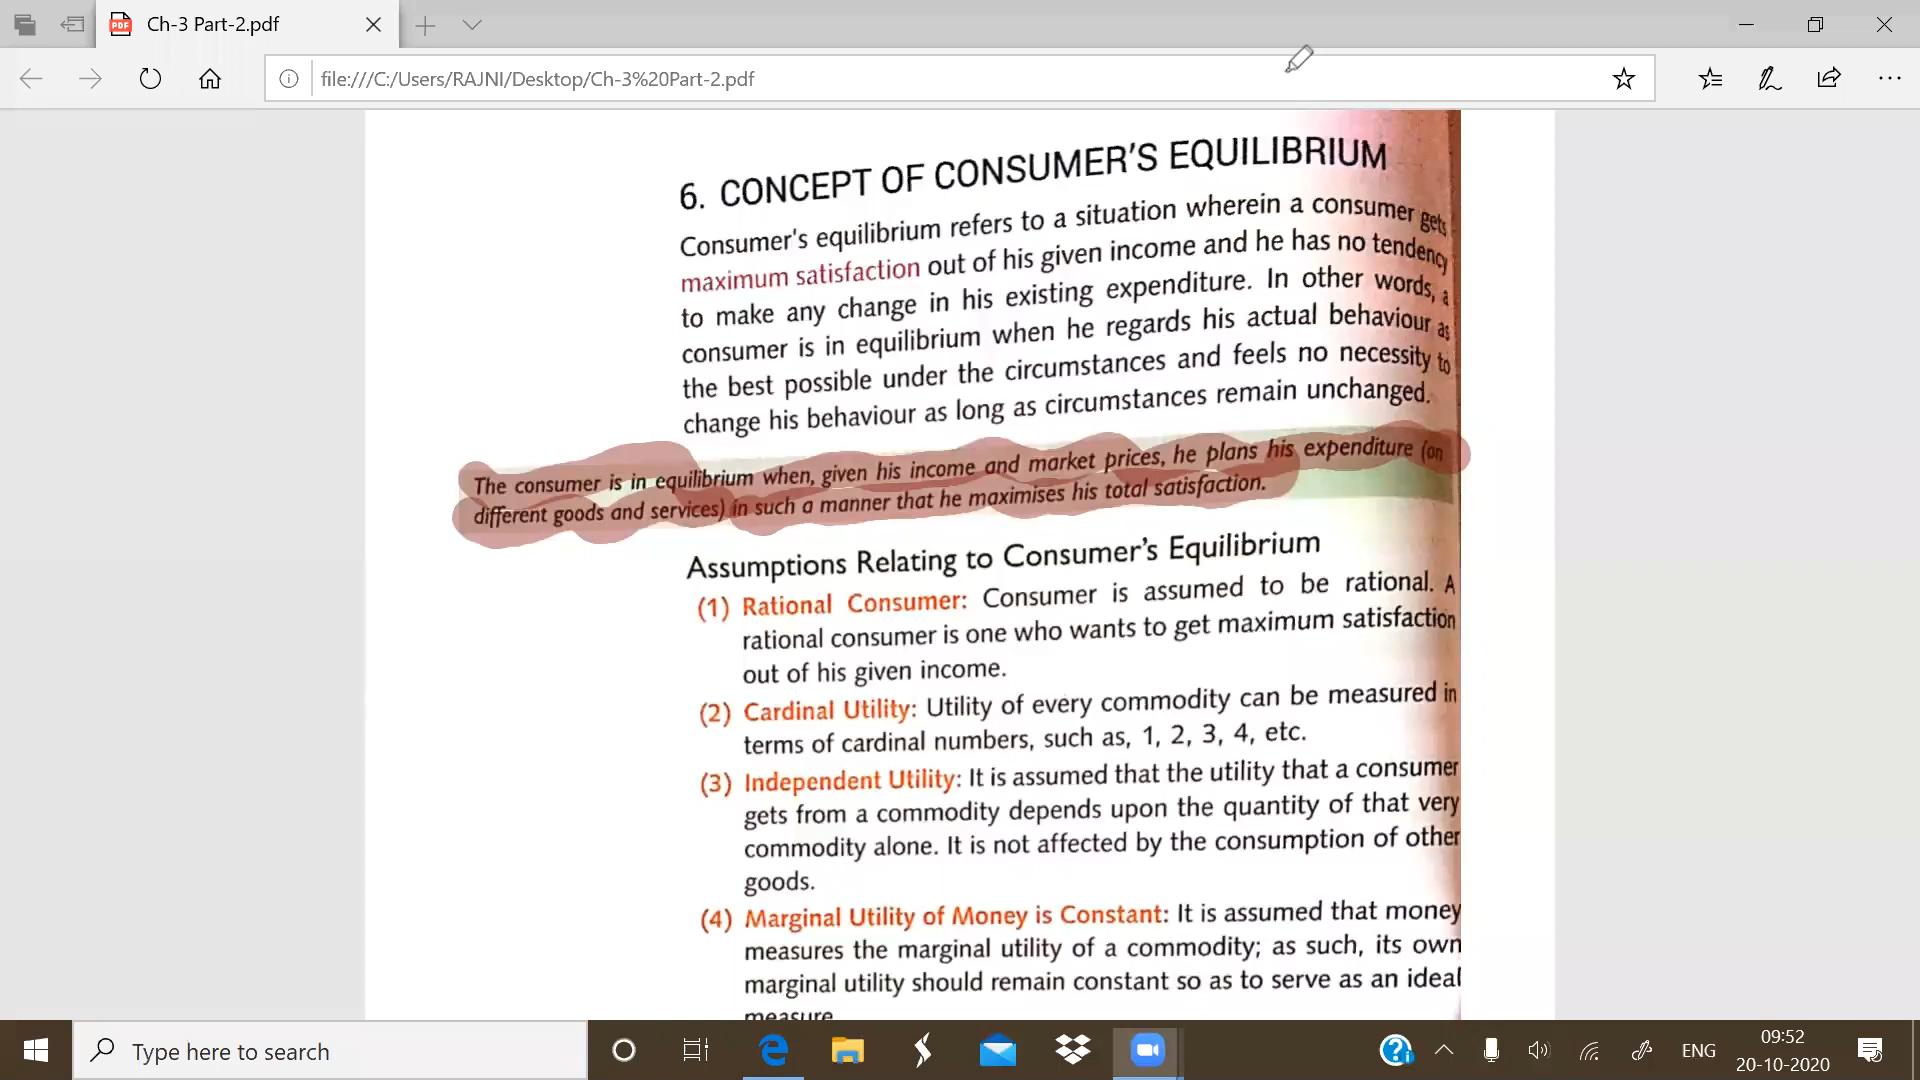 Ch-3 Part-2.pdf
file:///C:/Users/RAJNI/Desktop/Ch-3%20Part-2.pdf
6. CONCEPT OF CONSUMER'S EQUILIBRIUM
Consumer's equilibrium refers to a situation wherein a consumer gets
maximum satisfaction out of his given income and he has no tendency
to make any change in his existing expenditure. In other words, a
consumer is in equilibrium when he regards his actual behaviour as
the best possible under the circumstances and feels no necessity to
change his behaviour as long as circumstances remain unchanged.
The consumer is in equilibrium when, given his income and market prices, he plans his expenditure (on
different goods and services) in such a manner that he maximises his total satisfaction.
Assumptions Relating to Consumer's Equilibrium
(1) Rational Consumer: Consumer is assumed to be rational. A
rational consumer is one who wants to get maximum satisfaction
out of his given income.
(2) Cardinal Utility: Utility of every commodity can be measured in
terms of cardinal numbers, such as, 1, 2, 3, 4, etc.
(3) Independent Utility: It is assumed that the utility that a consumer
gets from a commodity depends upon the quantity of that very
commodity alone. It is not affected by the consumption of other
goods.
(4) Marginal Utility of Money is Constant: It is assumed that money
measures the marginal utility of a commodity; as such, its own
marginal utility should remain constant so as to serve as an ideal
measure
Type here to search
ENG
09:52
20-10-2020